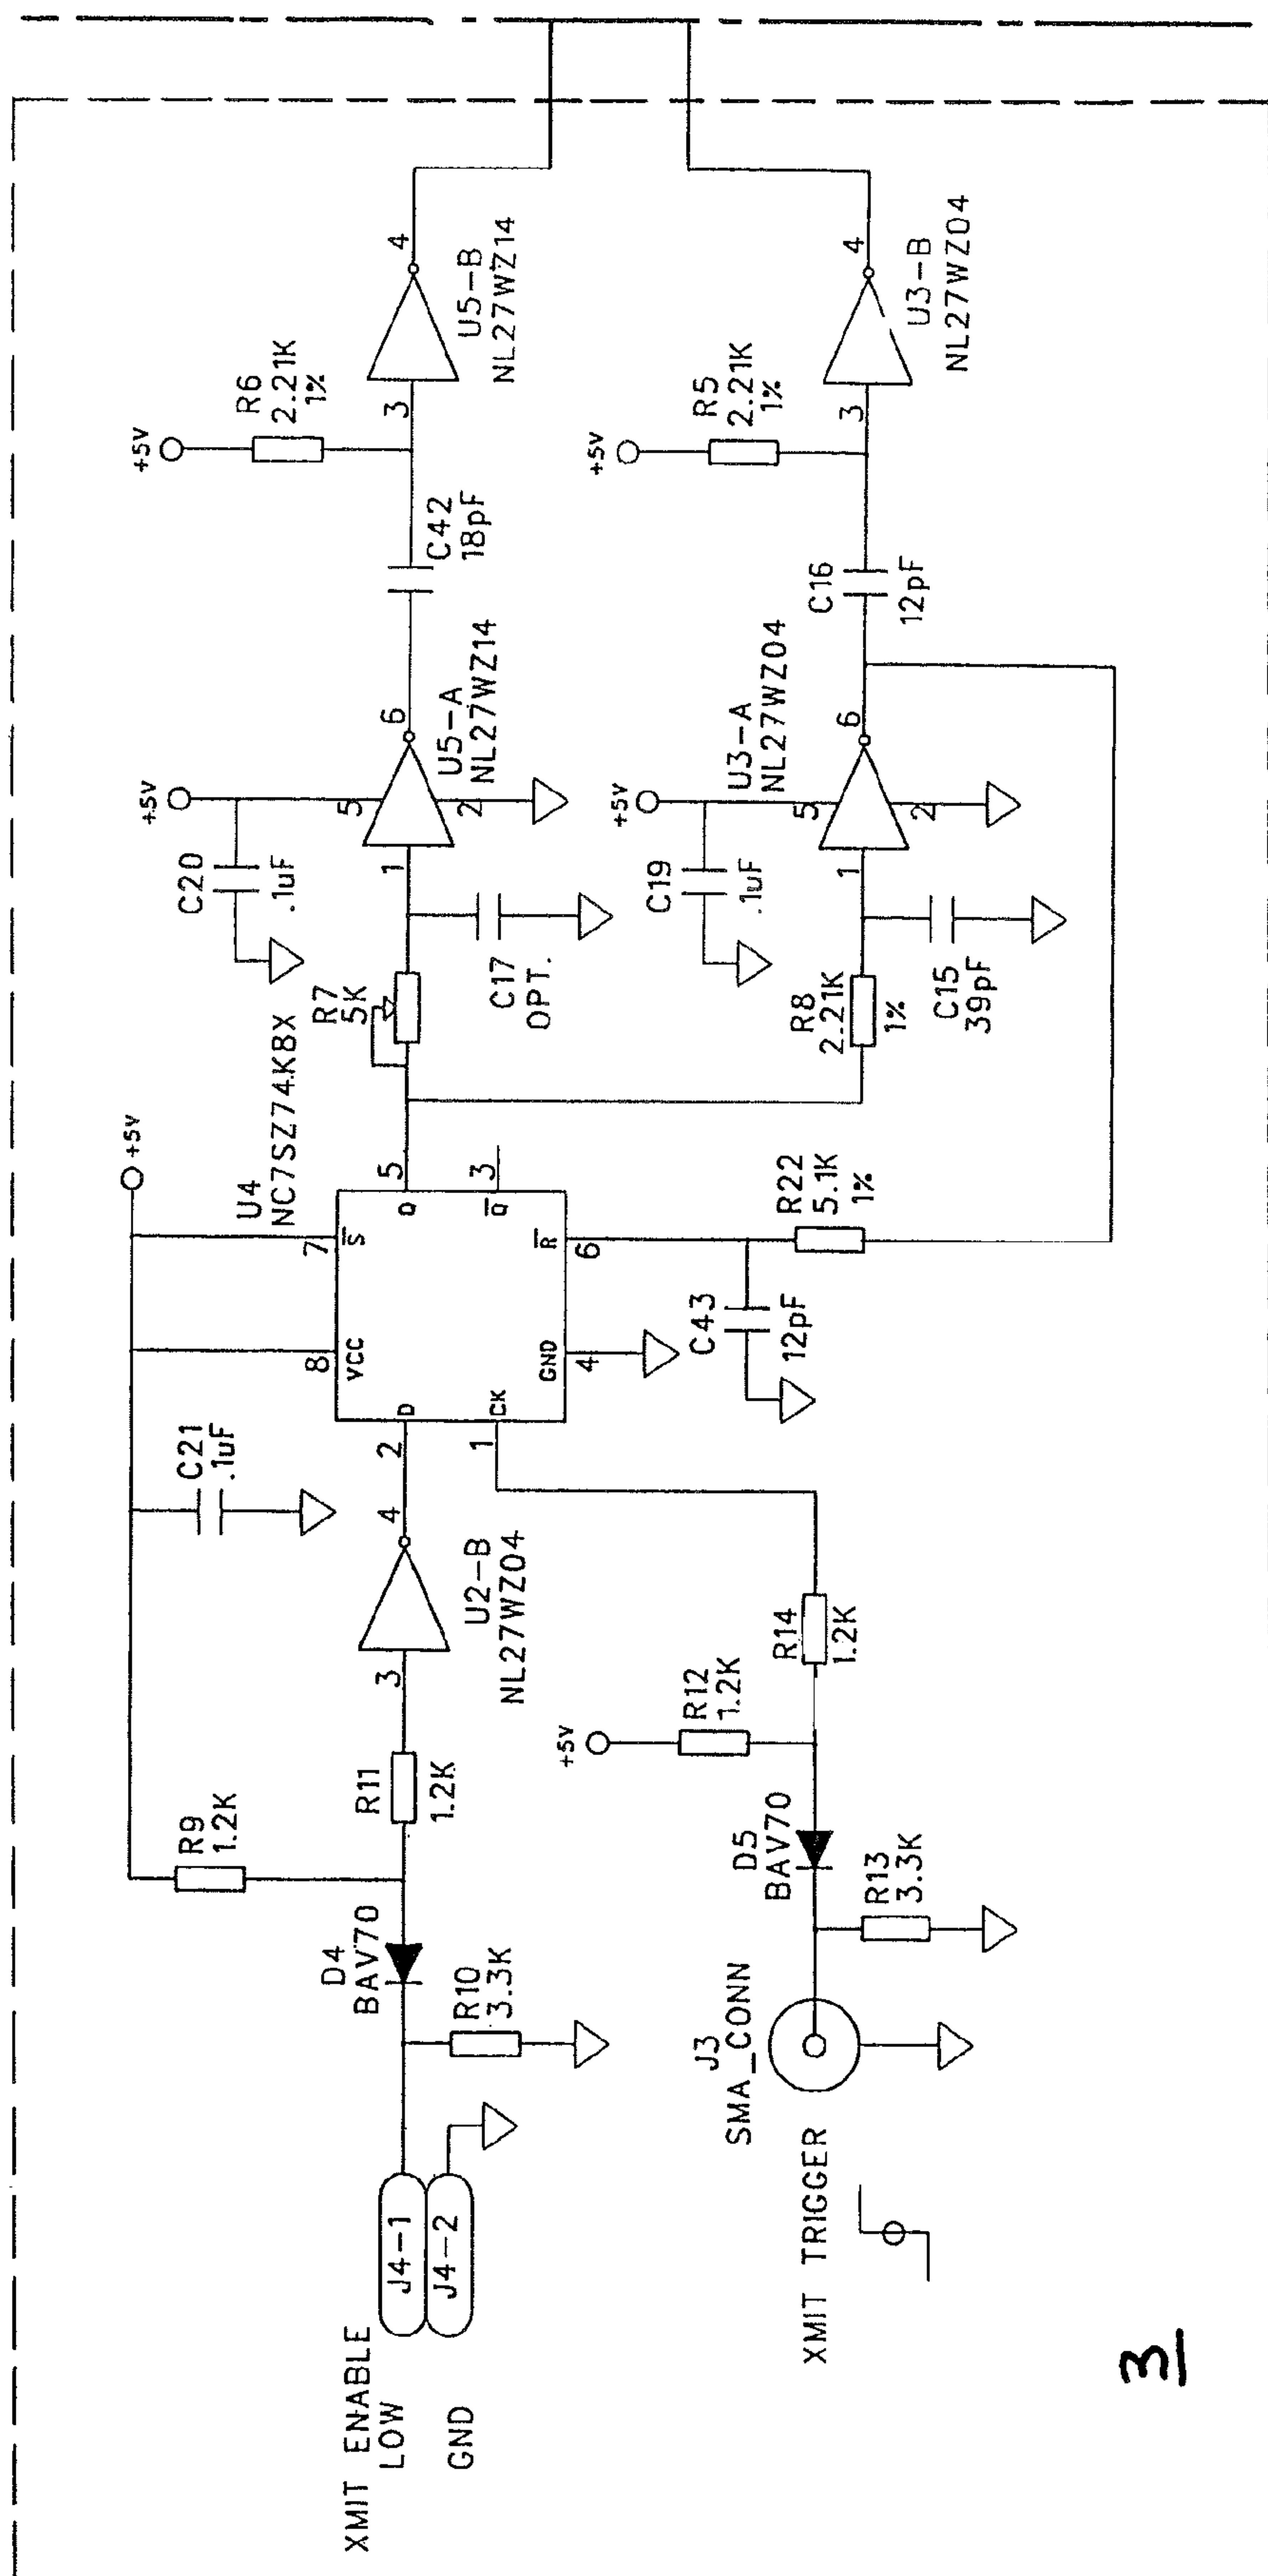 XMIT ENABLE
LOW
GND
J4-1
J4-2
D4
BAV70
R10
3.3K
R9
1.2K
R11
1.2K
3
4
U2-B
NL27WZ04
C21
.1uF
+5V
U4
NC7SZ74K8X
2
1
8
7
5
3
4
6
D
CK
VCC
S
Q
Q
GND
R
XMIT TRIGGER
J3
SMA_CONN
D5
BAV70
R13
3.3K
+5V
R12
1.2K
R14
1.2K
C43
12pF
R22
5.1K
1%
R7
5K
C17
OPT.
C20
.1uF
+5V
1
5
2
6
U5-A
NL27WZ14
C42
18pF
+5V
R6
2.21K
1%
3
4
U5-B
NL27WZ14
R8
2.21K
1%
C15
39pF
C19
.1uF
+5V
1
5
2
6
U3-A
NL27WZ04
C16
12pF
+5V
R5
2.21K
1%
3
4
U3-B
NL27WZ04
3